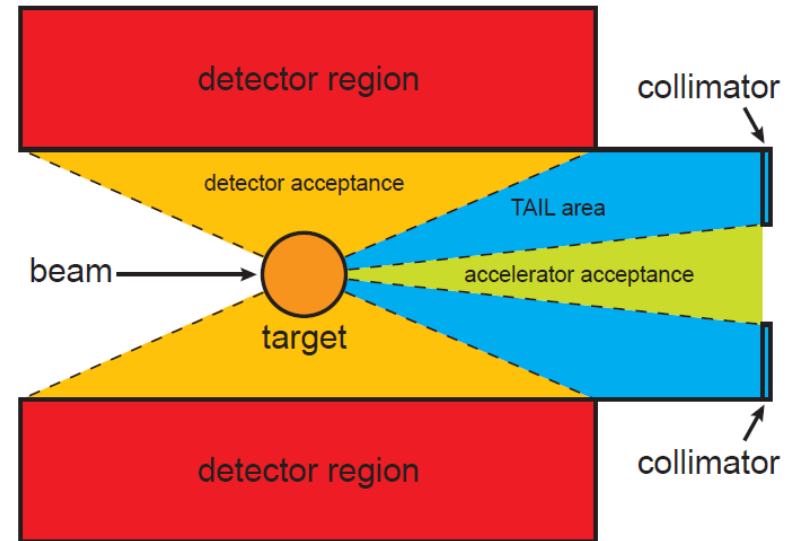 detector region
collimator
detector acceptance
TAIL area
beam
accelerator acceptance
target
detector region
collimator